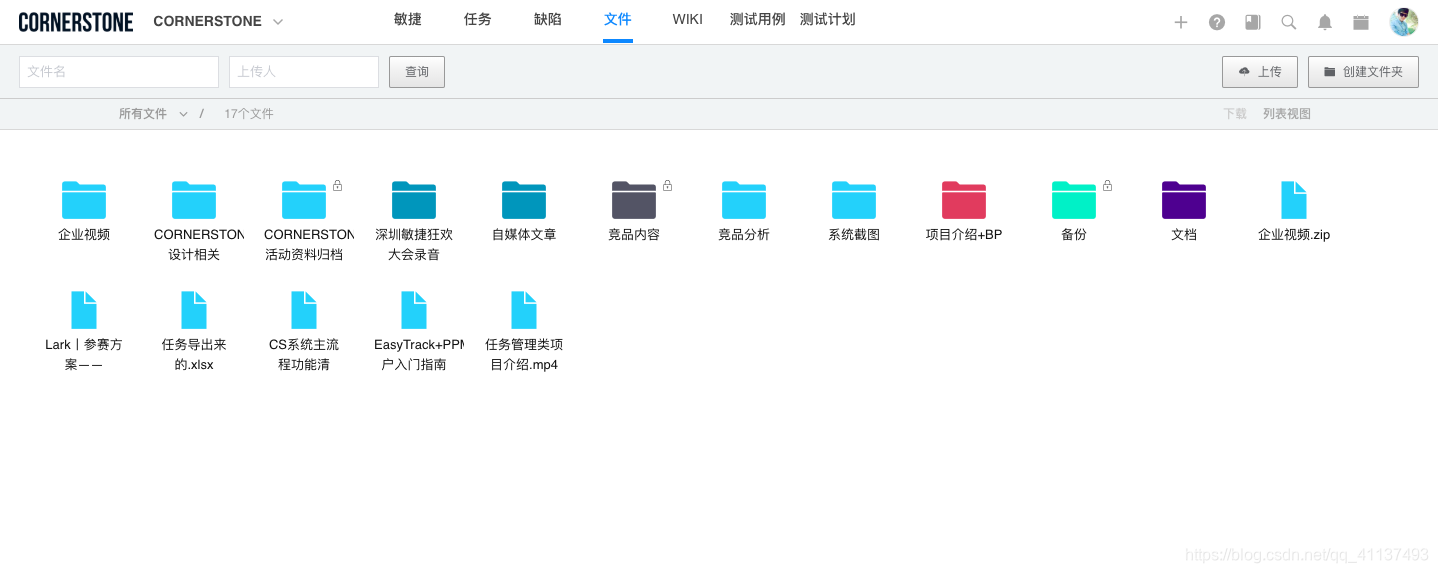 CORNERSTONE CORNERSTONE 敏捷 任务 缺陷 文件 WIKI 测试用例 测试计划
文件名 上传人 查询 上传 创建文件夹
所有文件 / 17个文件 下载 列表视图
企业视频
CORNERSTON
设计相关
CORNERSTON
活动资料归档
深圳敏捷狂欢
大会录音
自媒体文章
竞品内容
竞品分析
系统截图
项目介绍+BP
备份
文档
企业视频.zip
Lark丨参赛方
案——
任务导出来
的.xlsx
CS系统主流
程功能清
EasyTrack+PPM
户入门指南
任务管理类项
目介绍.mp4
https://blog.csdn.net/qq_41137493